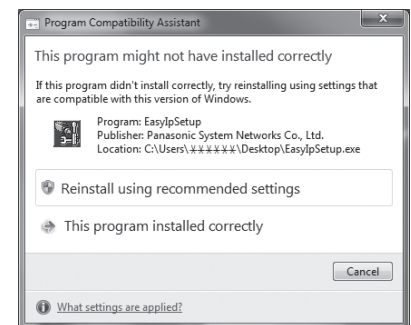 Program Compatibility Assistant
This program might not have installed correctly
If this program didn't install correctly, try reinstalling using settings that
are compatible with this version of Windows.
Program: EasyIpSetup
Publisher: Panasonic System Networks Co., Ltd.
Location: C:\Users\******\Desktop\EasyIpSetup.exe
Reinstall using recommended settings
This program installed correctly
Cancel
What settings are applied?